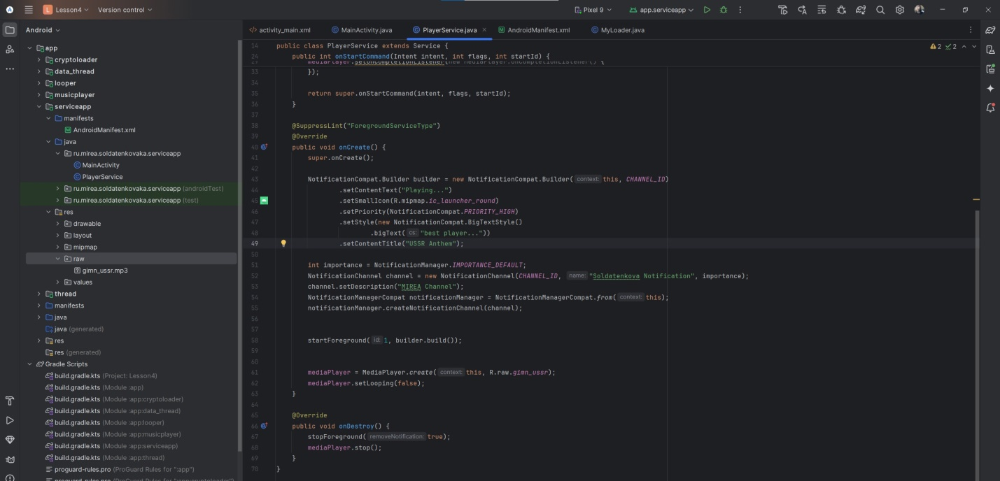 L Lesson4 Version control Pixel 9 app.serviceapp
Android
app
cryptoloader
data_thread
looper
musicplayer
serviceapp
manifests
AndroidManifest.xml
java
ru.mirea.soldatenkovaka.serviceapp
MainActivity
PlayerService
ru.mirea.soldatenkovaka.serviceapp (androidTest)
ru.mirea.soldatenkovaka.serviceapp (test)
res
drawable
layout
mipmap
raw
gimn_ussr.mp3
values
thread
manifests
java
java (generated)
res
res (generated)
Gradle Scripts
build.gradle.kts (Project: Lesson4)
build.gradle.kts (Module :app)
build.gradle.kts (Module :app:cryptoloader)
build.gradle.kts (Module :app:data_thread)
build.gradle.kts (Module :app:looper)
build.gradle.kts (Module :app:musicplayer)
build.gradle.kts (Module :app:serviceapp)
build.gradle.kts (Module :app:thread)
proguard-rules.pro (ProGuard Rules for ":app")
proguard-rules.pro (ProGuard Rules for ":app:cryptoloader")
activity_main.xml MainActivity.java PlayerService.java AndroidManifest.xml MyLoader.java
2 2
14 public class PlayerService extends Service {
24 public int onStartCommand(Intent intent, int flags, int startId) {
29 mediaPlayer.setOnCompletionListener(new MediaPlayer.OnCompletionListener() {
33 });
34
35 return super.onStartCommand(intent, flags, startId);
36 }
37
38 @SuppressLint("ForegroundServiceType")
39 @Override
40 public void onCreate() {
41 super.onCreate();
42
43 NotificationCompat.Builder builder = new NotificationCompat.Builder( context: this, CHANNEL_ID)
44 .setContentText("Playing...")
45 .setSmallIcon(R.mipmap.ic_launcher_round)
46 .setPriority(NotificationCompat.PRIORITY_HIGH)
47 .setStyle(new NotificationCompat.BigTextStyle()
48 .bigText( cs: "best player..."))
49 .setContentTitle("USSR Anthem");
50
51 int importance = NotificationManager.IMPORTANCE_DEFAULT;
52 NotificationChannel channel = new NotificationChannel(CHANNEL_ID, name: "Soldatenkova Notification", importance);
53 channel.setDescription("MIREA Channel");
54 NotificationManagerCompat notificationManager = NotificationManagerCompat.from( context: this);
55 notificationManager.createNotificationChannel(channel);
56
57
58 startForeground( id: 1, builder.build());
59
60
61 mediaPlayer = MediaPlayer.create( context: this, R.raw.gimn_ussr);
62 mediaPlayer.setLooping(false);
63 }
64
65 @Override
66 public void onDestroy() {
67 stopForeground( removeNotification: true);
68 mediaPlayer.stop();
69 }
70 }